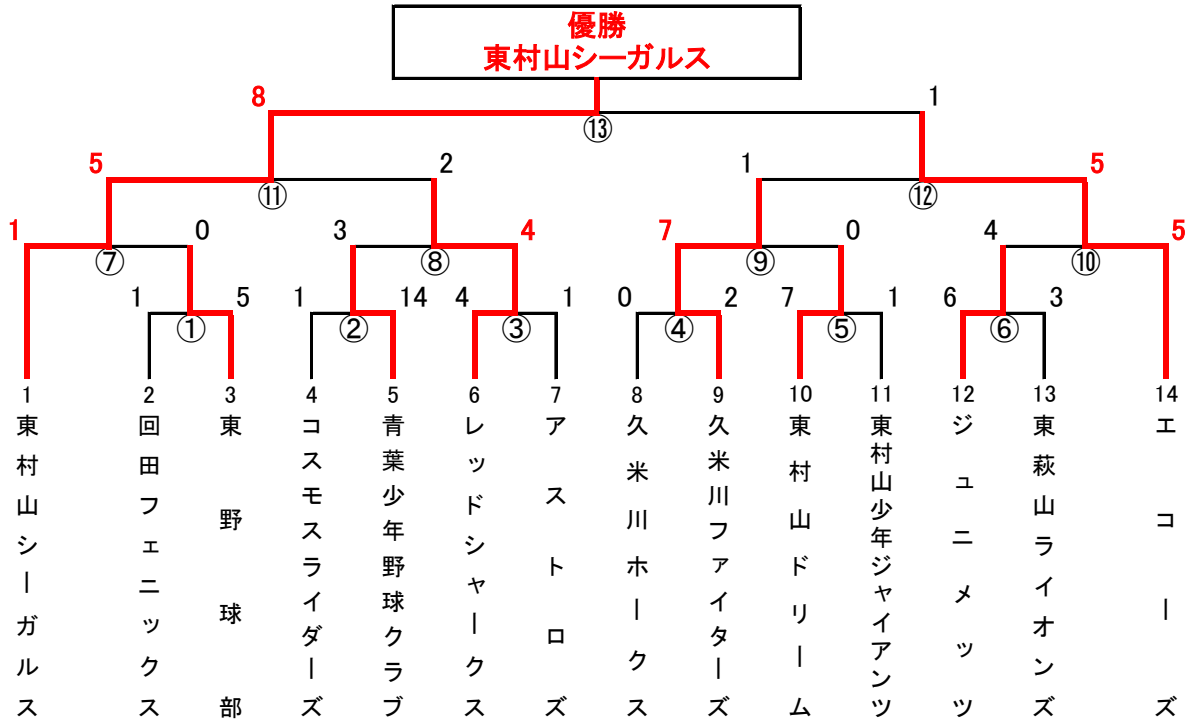 優勝
東村山シーガルス
8 1
⑬
5 2 1 5
⑪ ⑫
1 0 3 4 7 0 4 5
⑦ ⑧ ⑨ ⑩
1 5 1 14 4 1 0 2 7 1 6 3
① ② ③ ④ ⑤ ⑥
1 2 3 4 5 6 7 8 9 10 11 12 13 14
東村山シーガルス
回田フェニックス
東野球部
コスモスライダーズ
青葉少年野球クラブ
レッドシャークス
アストロズ
久米川ホークス
久米川ファイターズ
東村山ドリーム
東村山少年ジャイアンツ
ジュニメッツ
東萩山ライオンズ
エコーズ